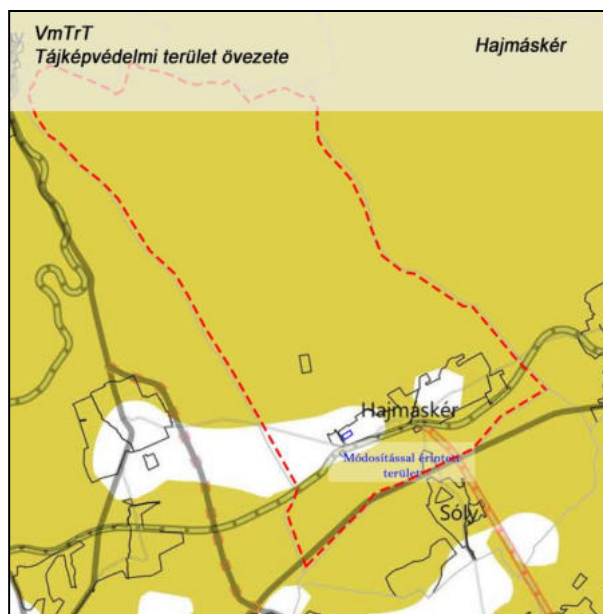 VmTrT
Tájképvédelmi terület övezete
Hajmáskér
Hajmáskér
Módosítással érintett
terület
Sóly